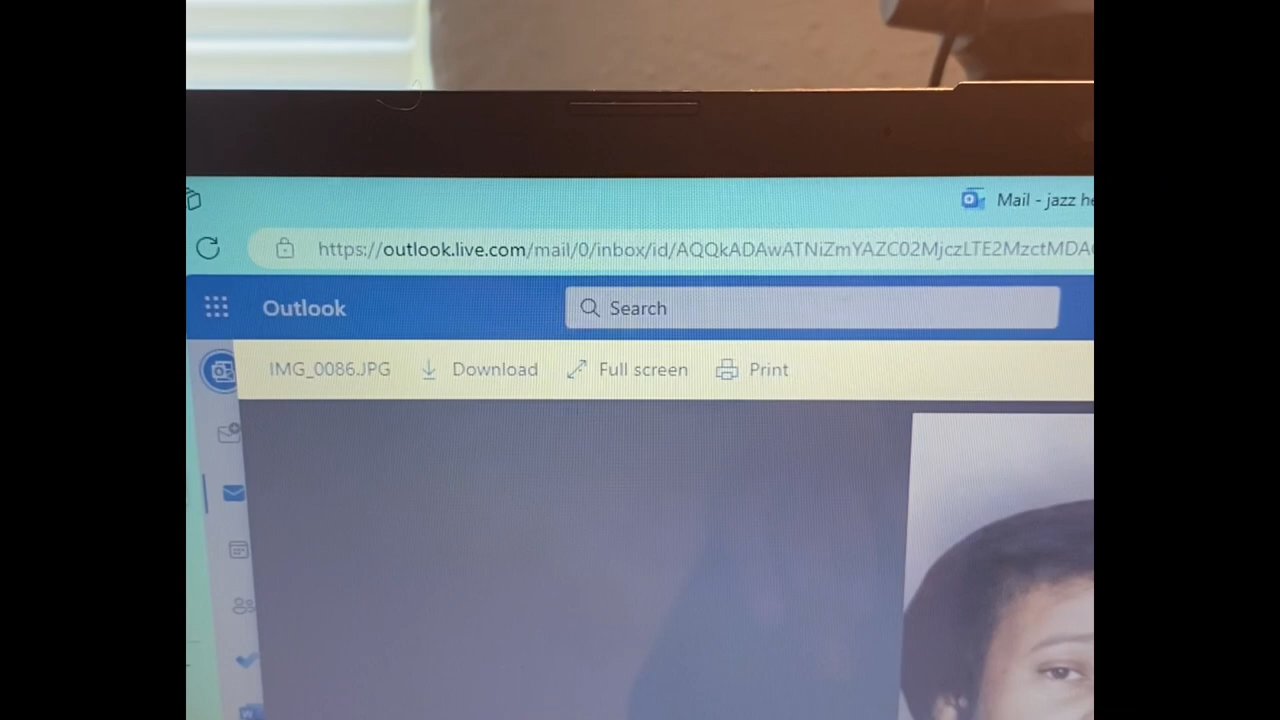 Mail - jazz
https://outlook.live.com/mail/0/inbox/id/AQQkADAwATNiZmYAZC02MjczLTE2MzctMDA
Outlook
Search
IMG_0086.JPG Download Full screen Print